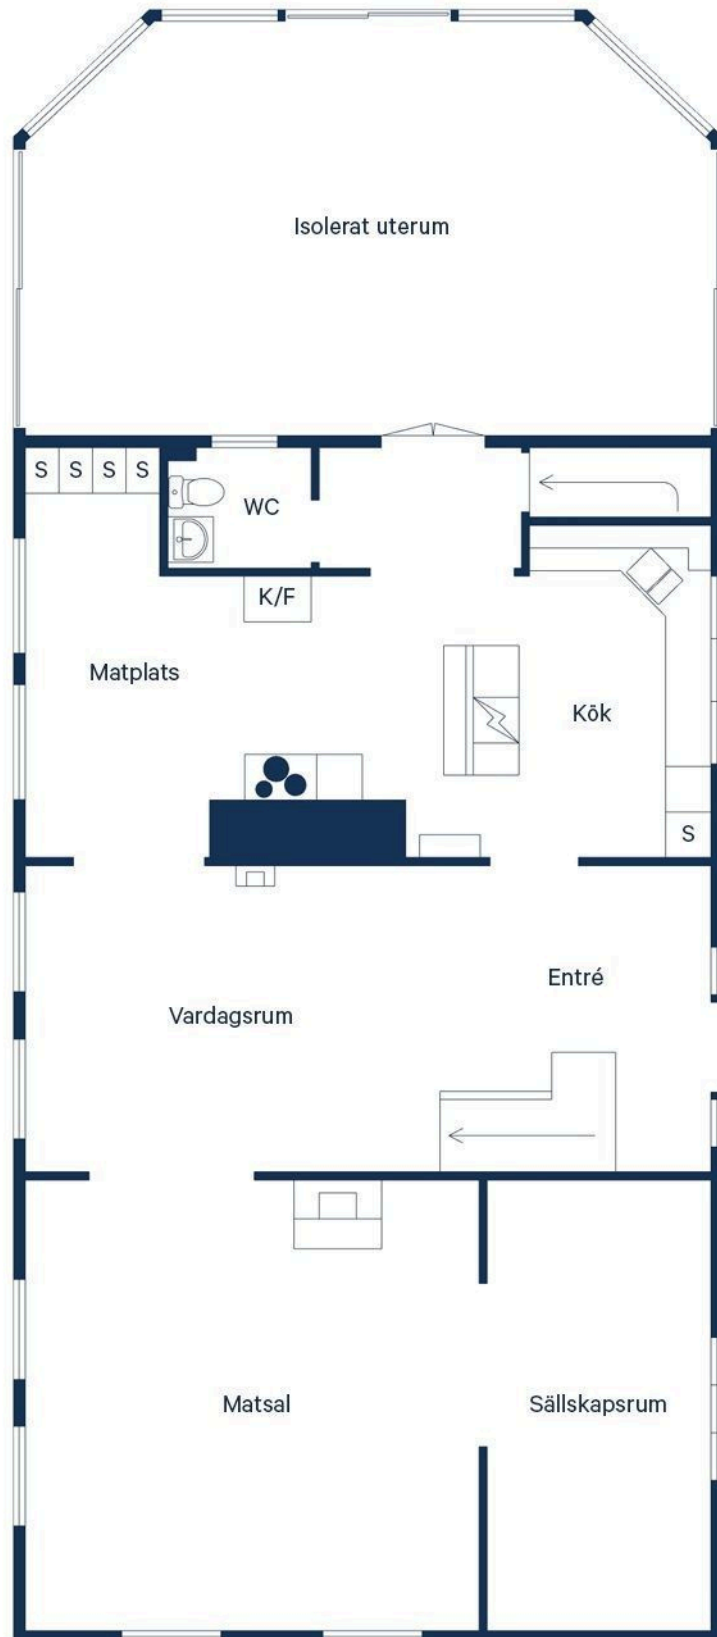 Isolerat uterum
S S S S
WC
K/F
Matplats
Kök
S
Entré
Vardagsrum
Matsal
Sällskapsrum